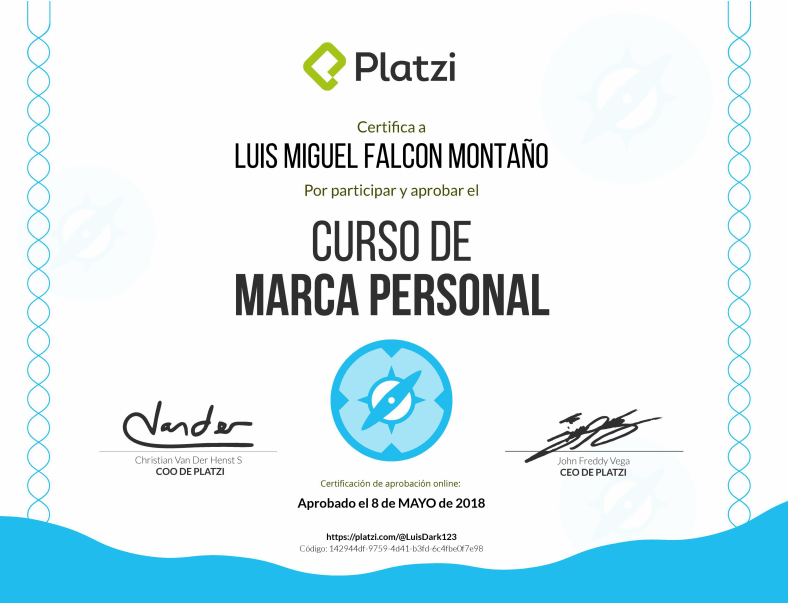 Platzi
Certifica a
LUIS MIGUEL FALCON MONTAÑO
Por participar y aprobar el
CURSO DE
MARCA PERSONAL
Vander
Christian Van Der Henst S
COO DE PLATZI
John Freddy Vega
CEO DE PLATZI
Certificación de aprobación online:
Aprobado el 8 de MAYO de 2018
https://platzi.com/@LuisDark123
Código: 142944df-9759-4d41-b3fd-6c4fbe0f7e98